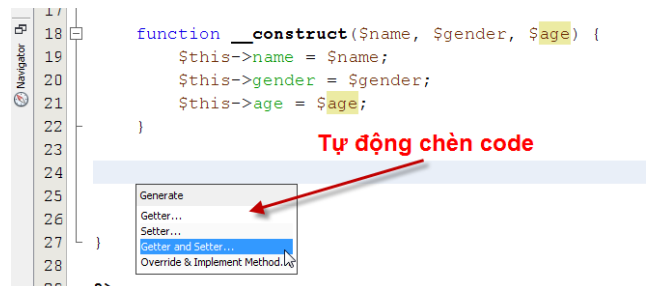 17
Navigator
18 function __construct($name, $gender, $age) {
19 $this->name = $name;
20 $this->gender = $gender;
21 $this->age = $age;
22 }
23 Tự động chèn code
24
25 Generate
26 Getter...
Setter...
27 } Getter and Setter...
28 Override & Implement Method...